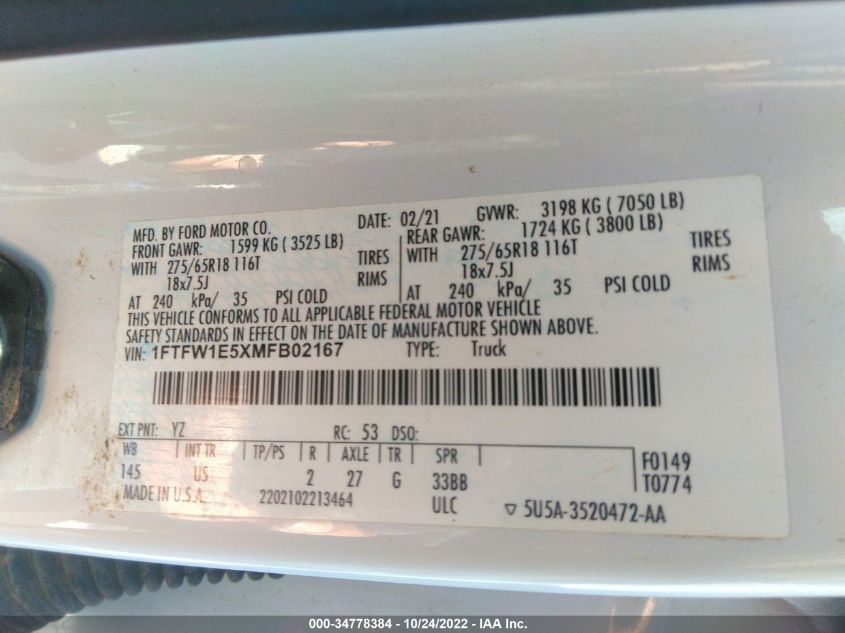 MFD. BY FORD MOTOR CO. DATE: 02/21 GVWR: 3198 KG ( 7050 LB)
FRONT GAWR: 1599 KG ( 3525 LB) REAR GAWR: 1724 KG ( 3800 LB)
WITH 275/65R18 116T TIRES WITH 275/65R18 116T TIRES
18x7.5J RIMS 18x7.5J RIMS
AT 240 kPa/ 35 PSI COLD AT 240 kPa/ 35 PSI COLD
THIS VEHICLE CONFORMS TO ALL APPLICABLE FEDERAL MOTOR VEHICLE
SAFETY STANDARDS IN EFFECT ON THE DATE OF MANUFACTURE SHOWN ABOVE.
VIN: 1FTFW1E5XMFB02167 TYPE: Truck
EXT PNT: YZ RC: 53 DSO:
WB INT TR TP/PS R AXLE TR SPR F0149
145 US 2 27 G 33BB T0774
MADE IN U.S.A. 2202102213464 ULC ▽ 5U5A-3520472-AA
000-34778384 - 10/24/2022 - IAA Inc.